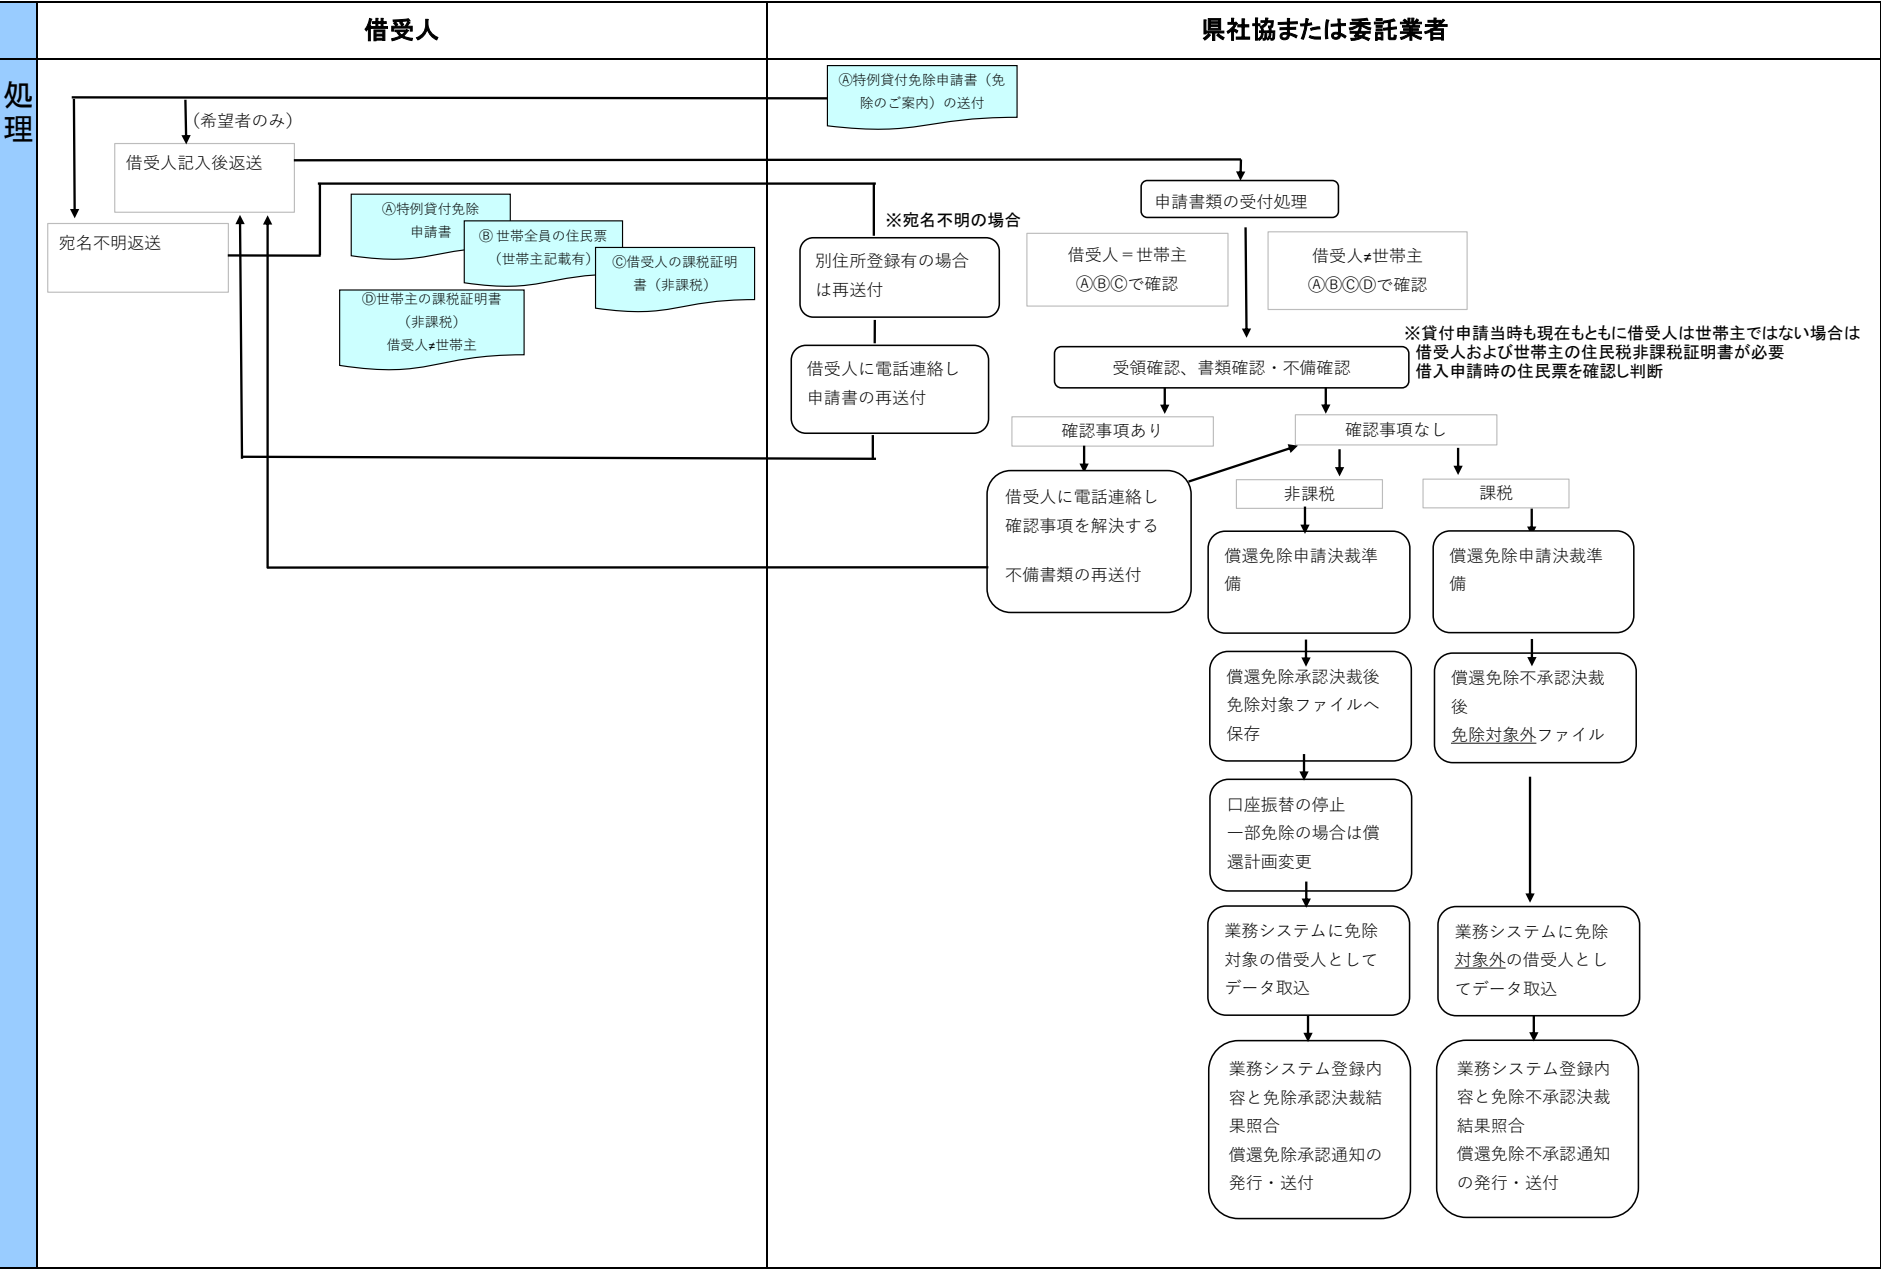 借受人
県社協または委託業者
処
理
Ⓐ特例貸付免除申請書（免
除のご案内）の送付
（希望者のみ）
借受人記入後返送
宛名不明返送
Ⓐ特例貸付免除
申請書
Ⓑ 世帯全員の住民票
（世帯主記載有）
Ⓒ借受人の課税証明
書（非課税）
Ⓓ世帯主の課税証明書
（非課税）
借受人≠世帯主
※宛名不明の場合
別住所登録有の場合
は再送付
借受人に電話連絡し
申請書の再送付
申請書類の受付処理
借受人＝世帯主
ⒶⒷⒸで確認
借受人≠世帯主
ⒶⒷⒸⒹで確認
※貸付申請当時も現在もともに借受人は世帯主ではない場合は
借受人および世帯主の住民税非課税証明書が必要
借入申請時の住民票を確認し判断
受領確認、書類確認・不備確認
確認事項あり
確認事項なし
借受人に電話連絡し
確認事項を解決する
不備書類の再送付
非課税
課税
償還免除申請決裁準
備
償還免除申請決裁準
備
償還免除承認決裁後
免除対象ファイルへ
保存
償還免除不承認決裁
後
免除対象外ファイル
口座振替の停止
一部免除の場合は償
還計画変更
業務システムに免除
対象の借受人として
データ取込
業務システムに免除
対象外の借受人とし
てデータ取込
業務システム登録内
容と免除承認決裁結
果照合
償還免除承認通知の
発行・送付
業務システム登録内
容と免除不承認決裁
結果照合
償還免除不承認通知
の発行・送付